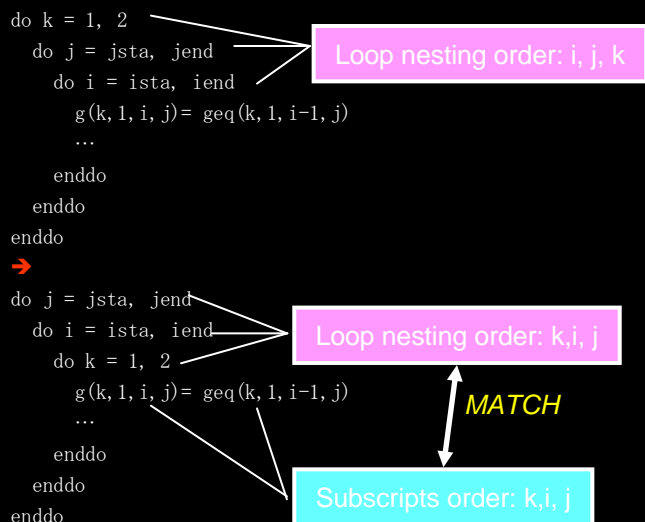 do k = 1, 2
do j = jsta, jend
Loop nesting order: i, j, k
do i = ista, iend
g(k,1,i,j)= geq(k,1,i-1,j)
…
enddo
enddo
enddo
➔
do j = jsta, jend
do i = ista, iend
Loop nesting order: k,i, j
do k = 1, 2
g(k,1,i,j)= geq(k,1,i-1,j)
MATCH
…
enddo
enddo
Subscripts order: k,i, j
enddo